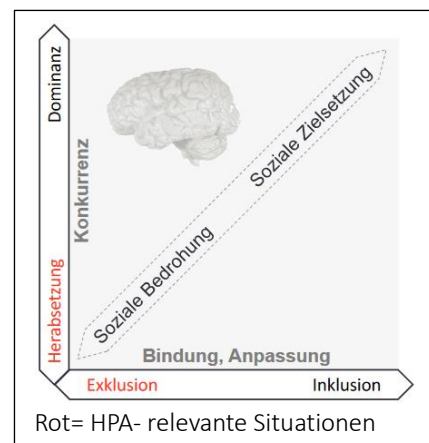 Dominanz
Konkurrenz
Herabsetzung
Soziale Zielsetzung
Soziale Bedrohung
Bindung, Anpassung
Exklusion
Inklusion
Rot= HPA- relevante Situationen